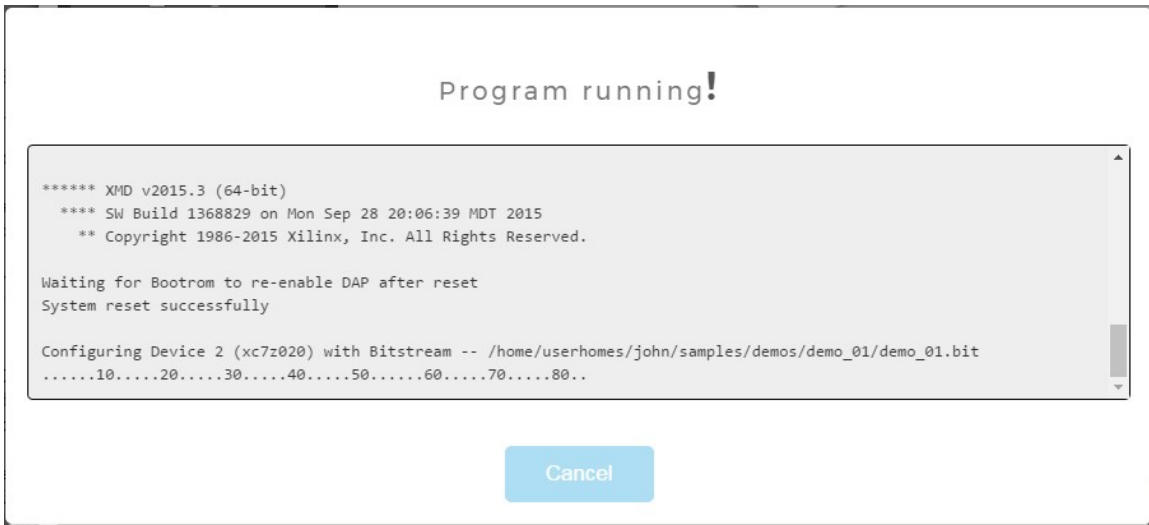 Program running!
****** XMD v2015.3 (64-bit)
**** SW Build 1368829 on Mon Sep 28 20:06:39 MDT 2015
** Copyright 1986-2015 Xilinx, Inc. All Rights Reserved.
Waiting for Bootrom to re-enable DAP after reset
System reset successfully
Configuring Device 2 (xc7z020) with Bitstream -- /home/userhomes/john/samples/demos/demo_01/demo_01.bit
......10.....20.....30.....40.....50......60.....70.....80..
Cancel